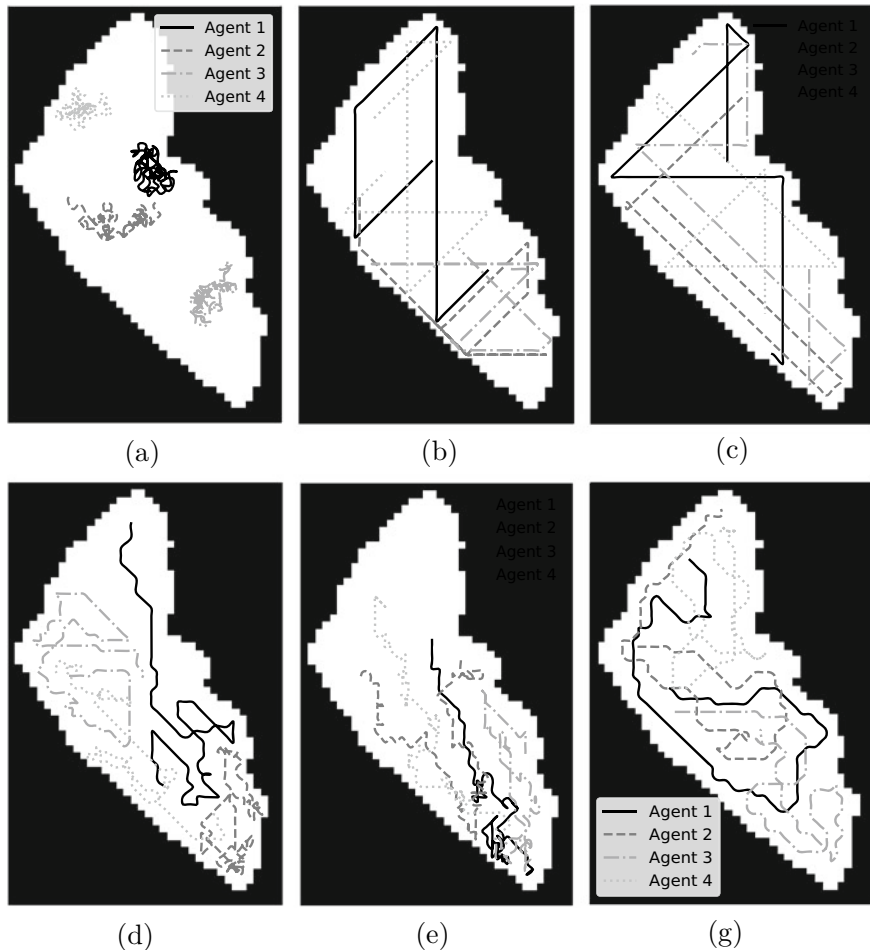 Agent 1
Agent 2
Agent 3
Agent 4
Agent 1
Agent 2
Agent 3
Agent 4
(a)
(b)
(c)
Agent 1
Agent 2
Agent 3
Agent 4
Agent 1
Agent 2
Agent 3
Agent 4
(d)
(e)
(g)